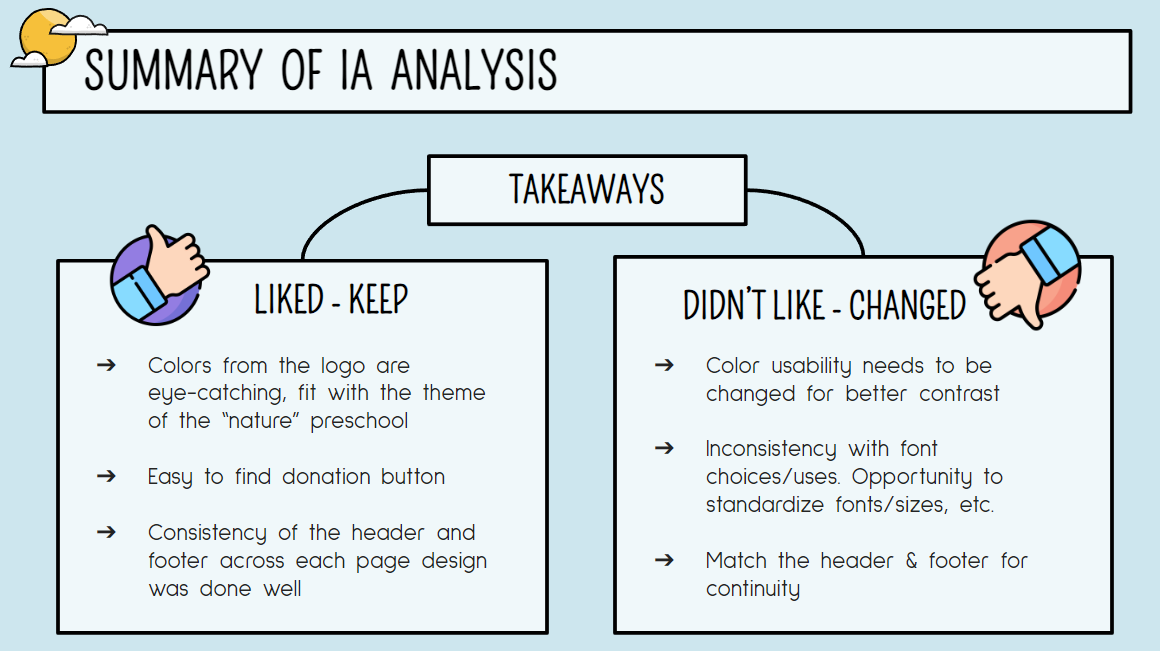 SUMMARY OF IA ANALYSIS
TAKEAWAYS
LIKED - KEEP
➔ Colors from the logo are
eye-catching, fit with the theme
of the “nature” preschool
➔ Easy to find donation button
➔ Consistency of the header and
footer across each page design
was done well
DIDN’T LIKE - CHANGED
➔ Color usability needs to be
changed for better contrast
➔ Inconsistency with font
choices/uses. Opportunity to
standardize fonts/sizes, etc.
➔ Match the header & footer for
continuity